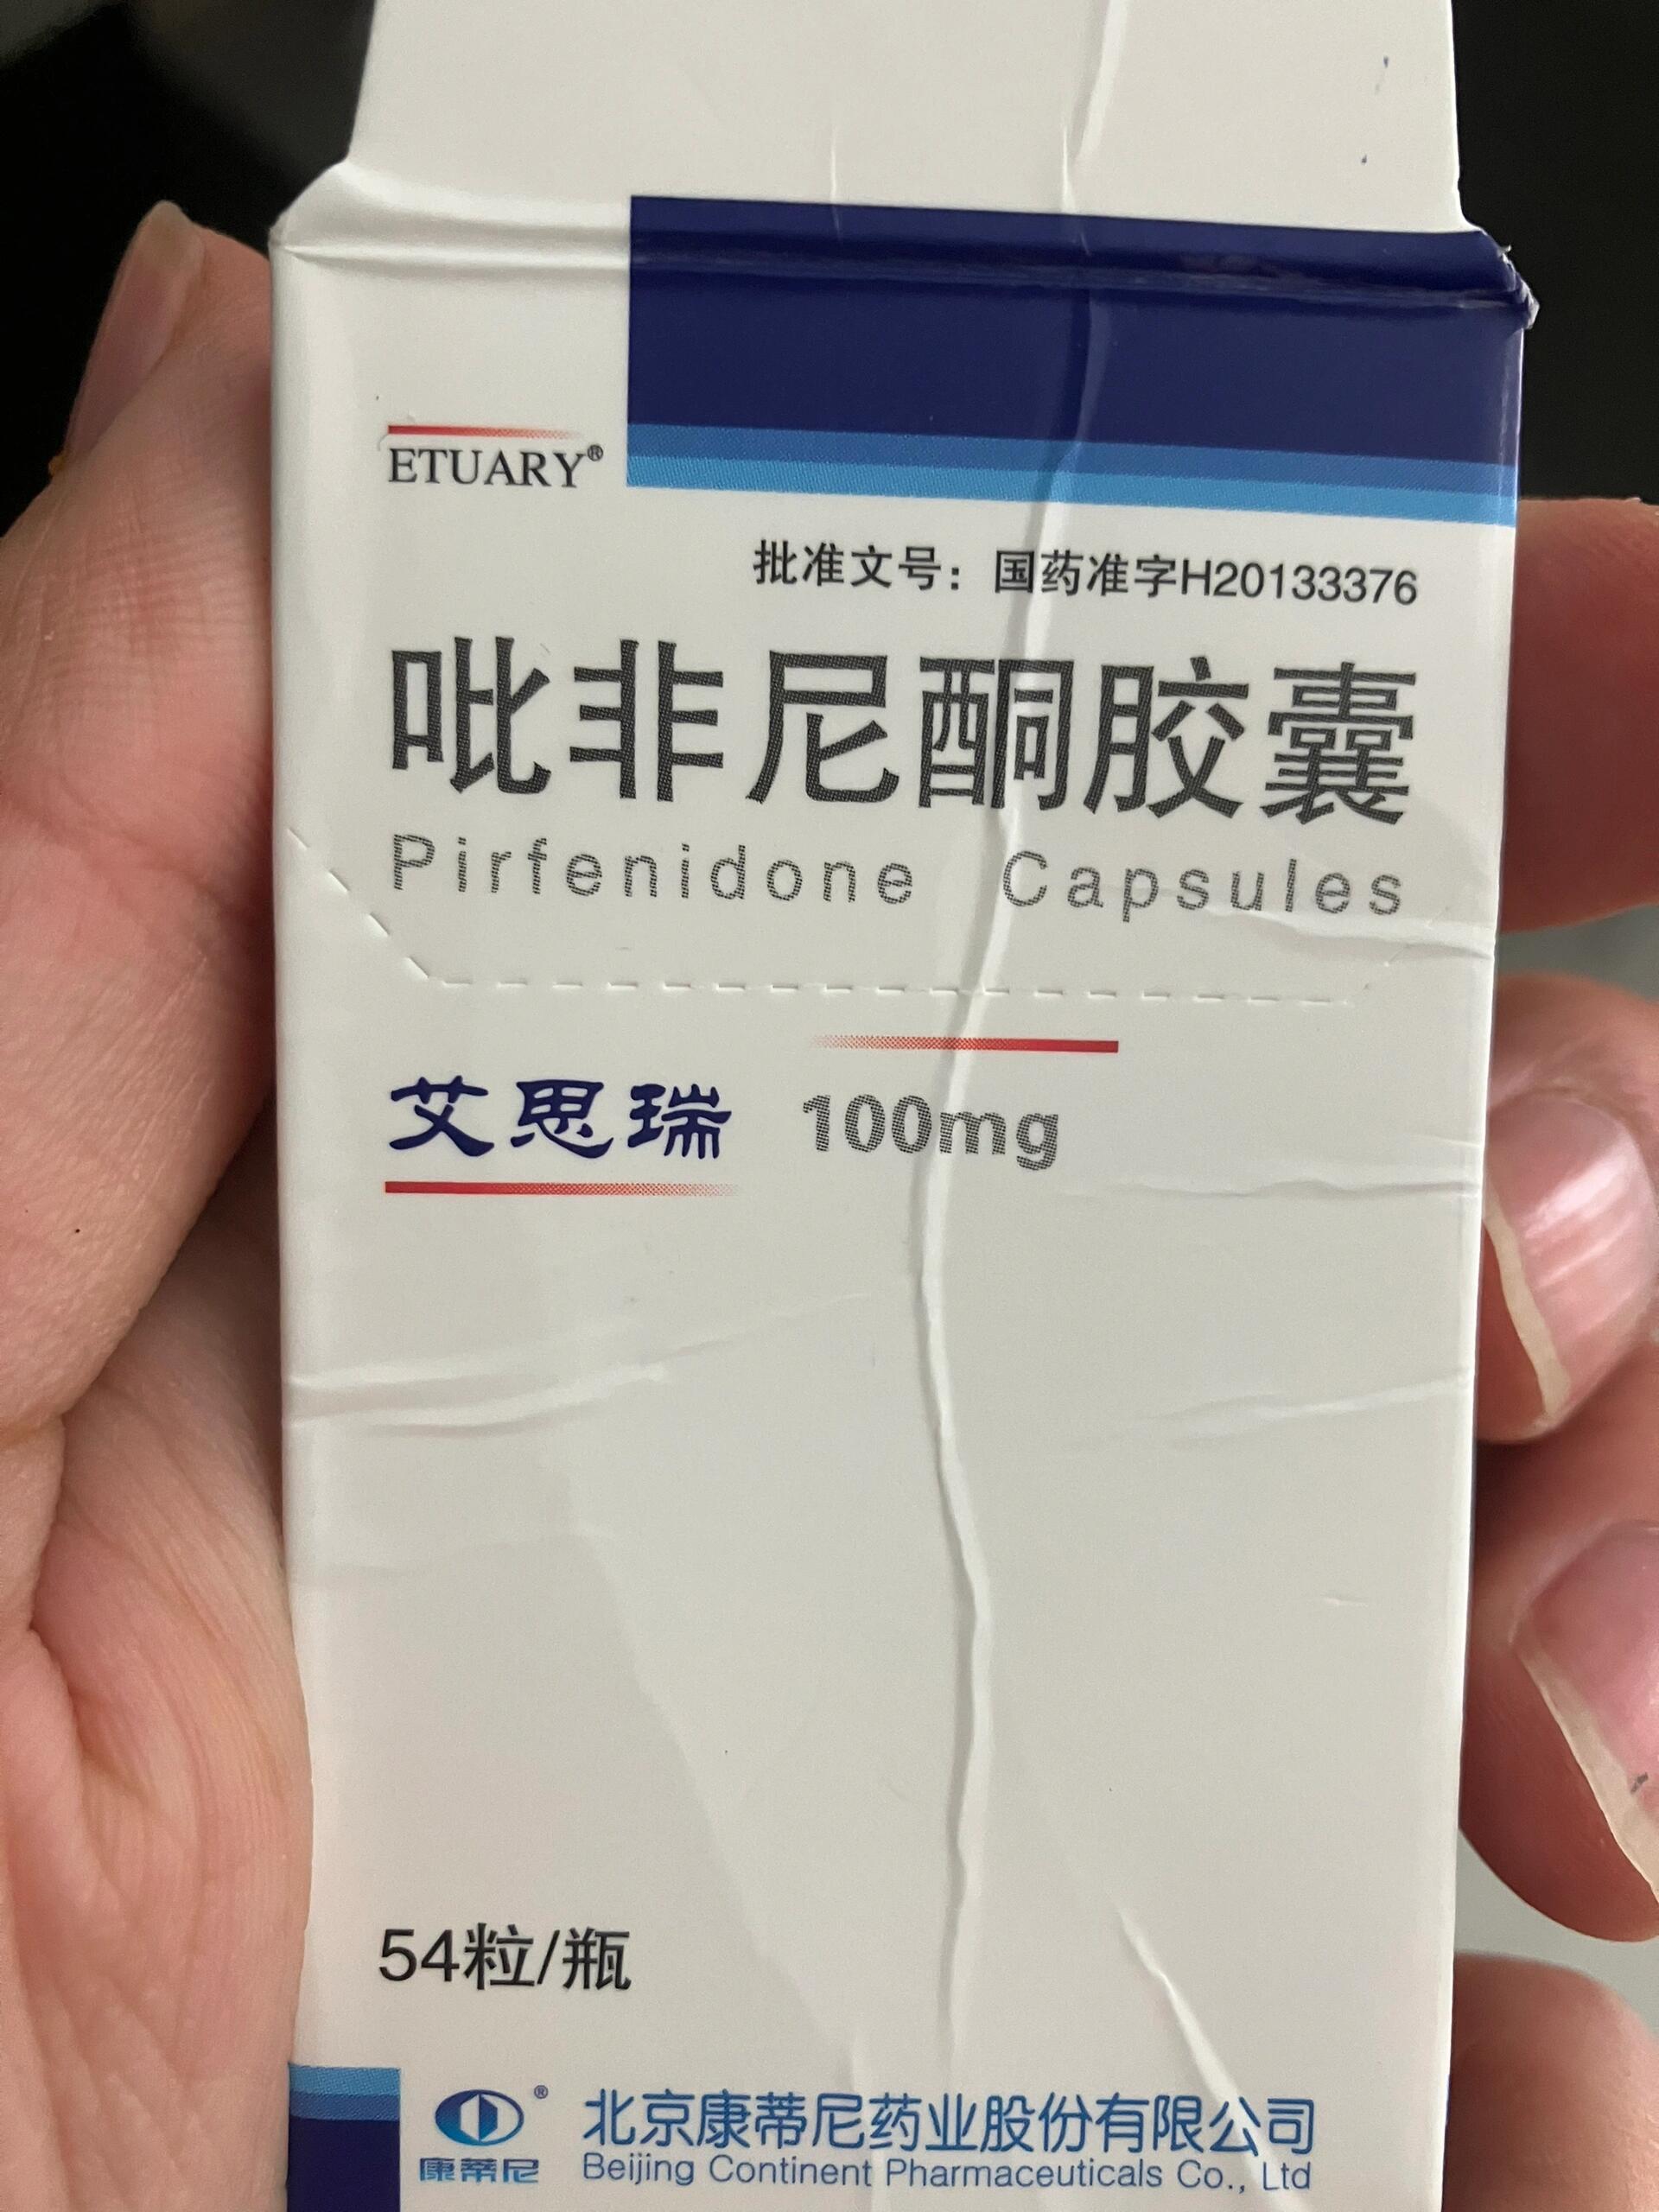 ETUARY®
批准文号：国药准字H20133376
吡非尼酮胶囊
Pirfenidone Capsules
艾思瑞 100mg
54粒/瓶
®
康蒂尼
北京康蒂尼药业股份有限公司
Beijing Continent Pharmaceuticals Co., Ltd